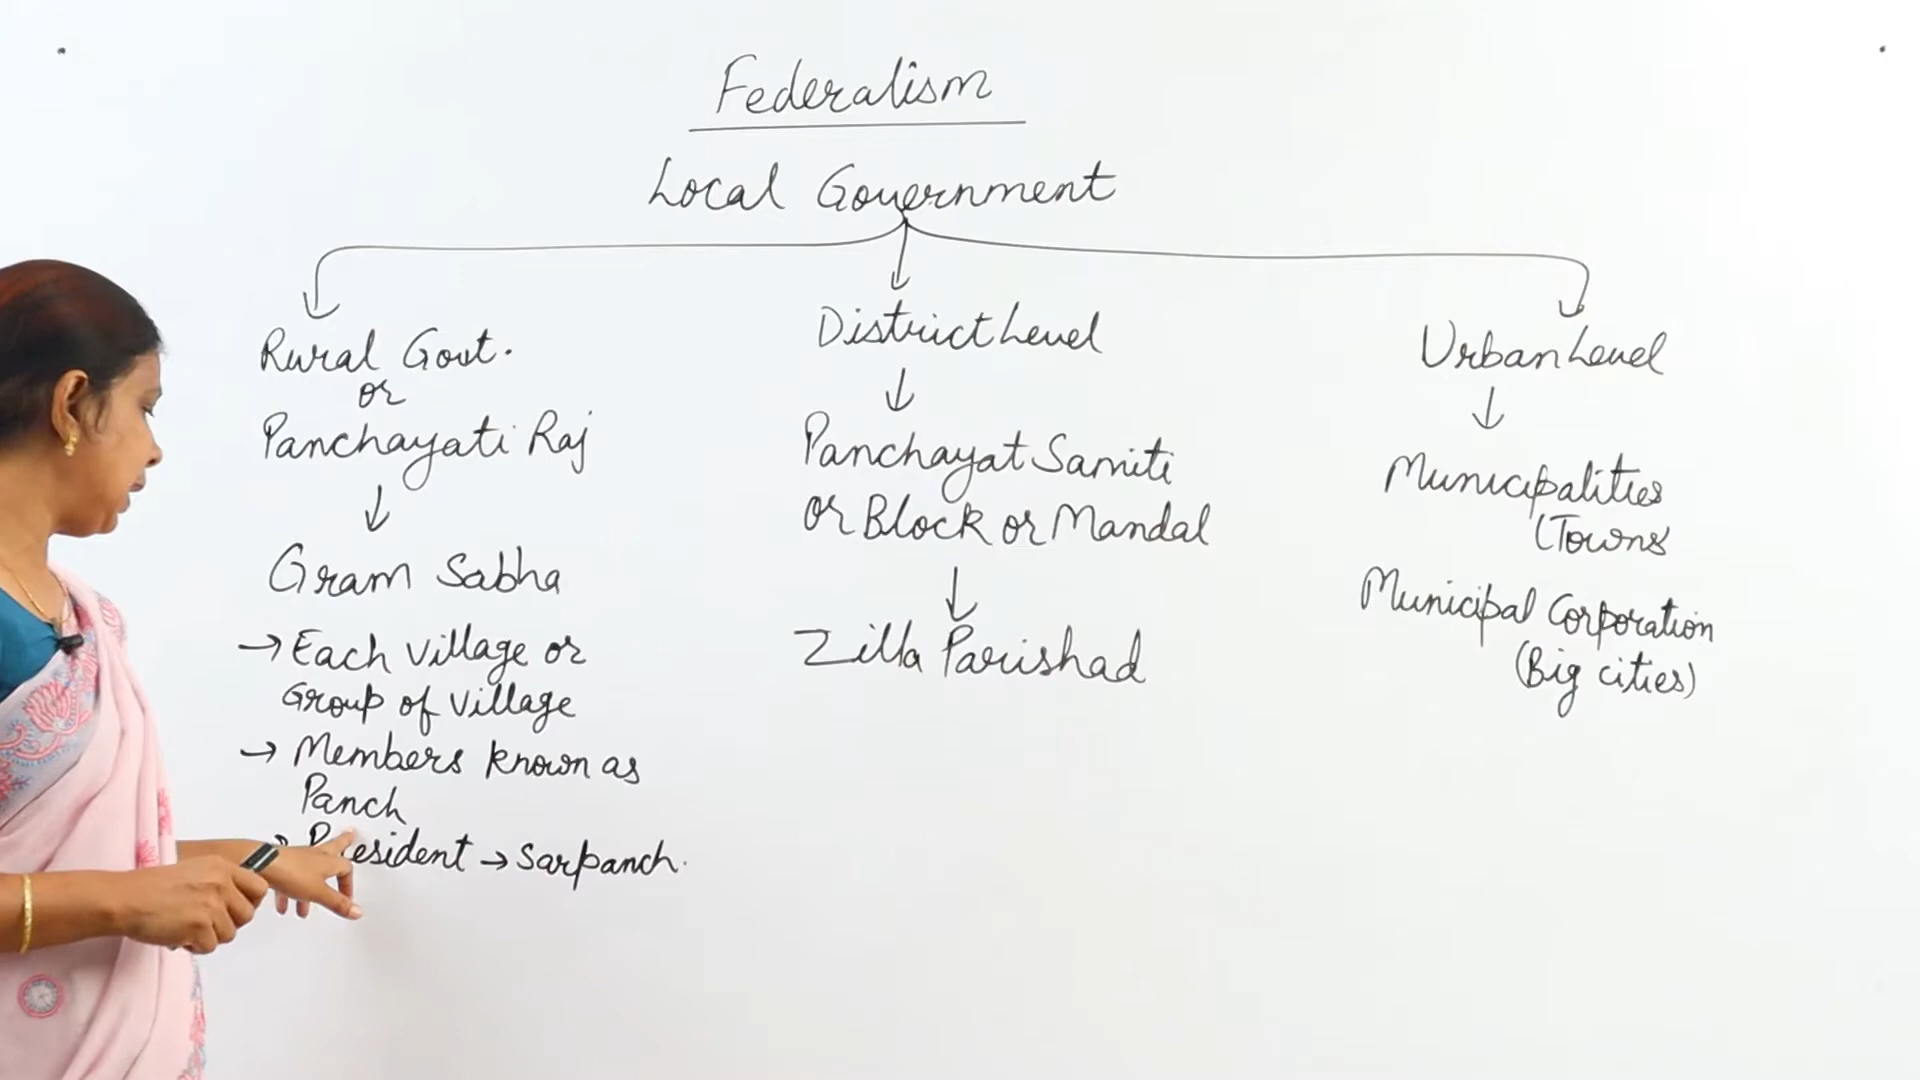 Federalism
Local Government
Rural Govt.
or
Panchayati Raj
Gram Sabha
→ Each village or
Group of village
→ Members known as
Panch
→ President → Sarpanch.
District Level
Panchayat Samiti
or Block or Mandal
Zilla Parishad
Urban Level
Municipalities
(Towns
Municipal Corporation
(Big cities)